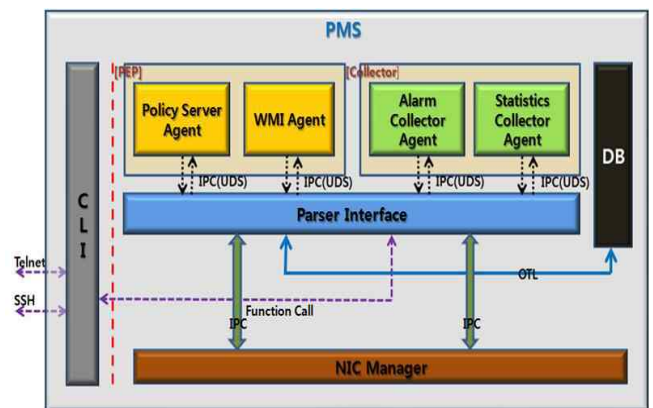 PMS
[PEP]
[Collector]
Policy Server
Agent
WMI Agent
Alarm
Collector
Agent
Statistics
Collector
Agent
DB
IPC(UDS)
IPC(UDS)
IPC(UDS)
IPC(UDS)
C
L
I
Parser Interface
Telnet
OTL
SSH
Function Call
IPC
IPC
NIC Manager